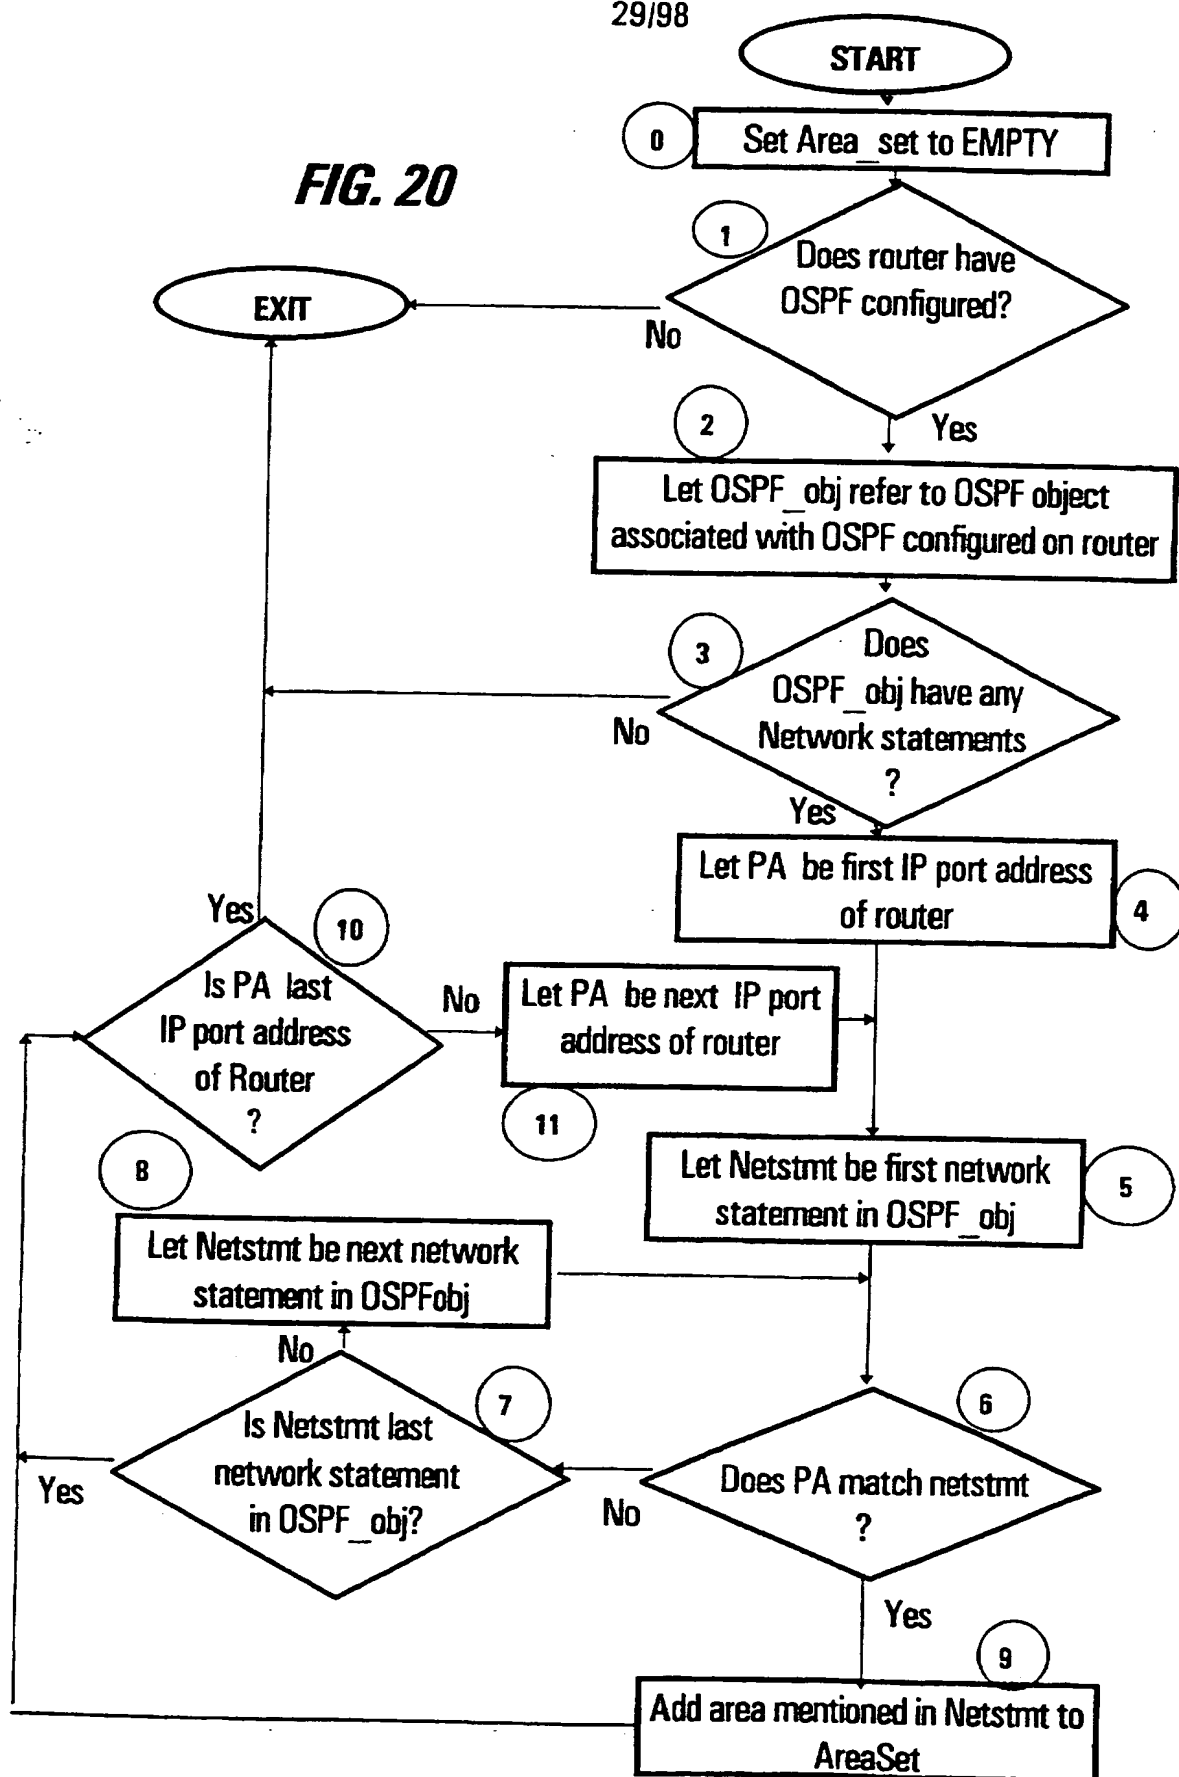 29/98
START
0
Set Area_set to EMPTY
FIG. 20
1
Does router have
OSPF configured?
EXIT
No
2
Yes
Let OSPF_obj refer to OSPF object
associated with OSPF configured on router
3
Does
OSPF_obj have any
Network statements
?
No
Yes
Let PA be first IP port address
of router
4
Yes
10
Is PA last
IP port address
of Router
?
No
Let PA be next IP port
address of router
11
8
Let Netstmt be first network
statement in OSPF_obj
5
Let Netstmt be next network
statement in OSPFobj
No
7
Is Netstmt last
network statement
in OSPF_obj?
Yes
6
Does PA match netstmt
?
No
Yes
9
Add area mentioned in Netstmt to
AreaSet